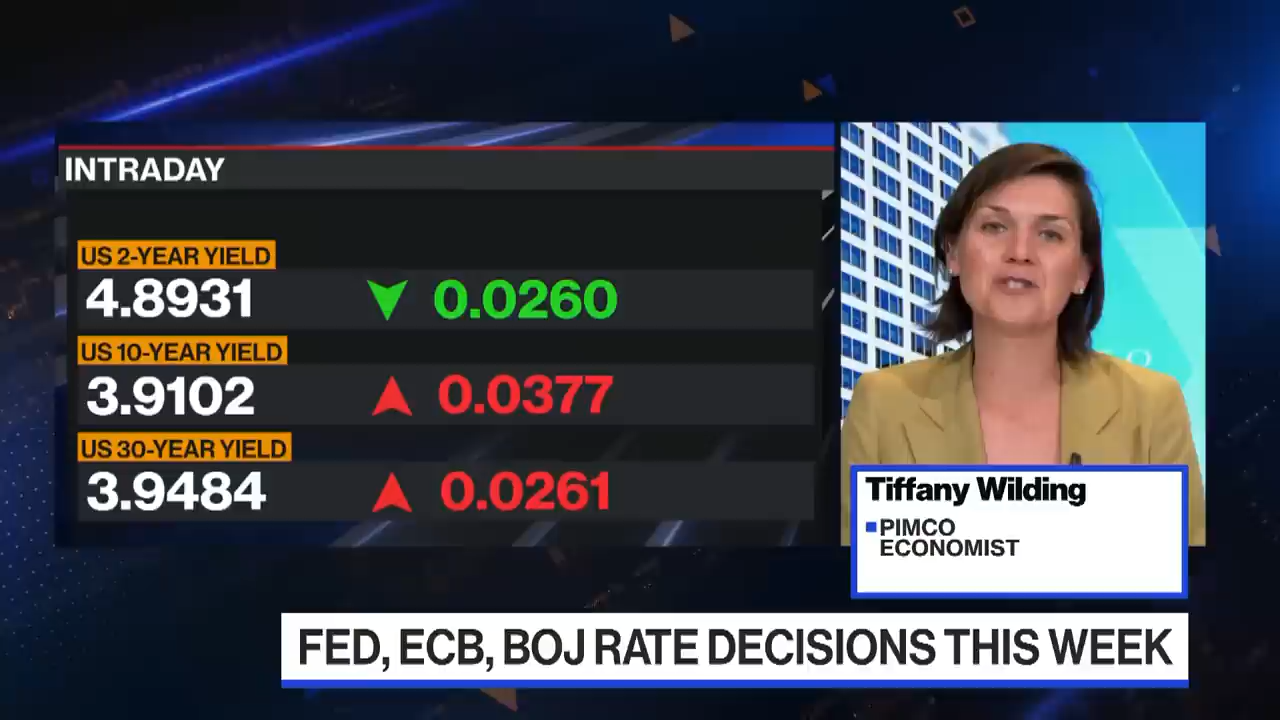 INTRADAY
US 2-YEAR YIELD
4.8931 ▼ 0.0260
US 10-YEAR YIELD
3.9102 ▲ 0.0377
US 30-YEAR YIELD
3.9484 ▲ 0.0261
Tiffany Wilding
PIMCO
ECONOMIST
FED, ECB, BOJ RATE DECISIONS THIS WEEK